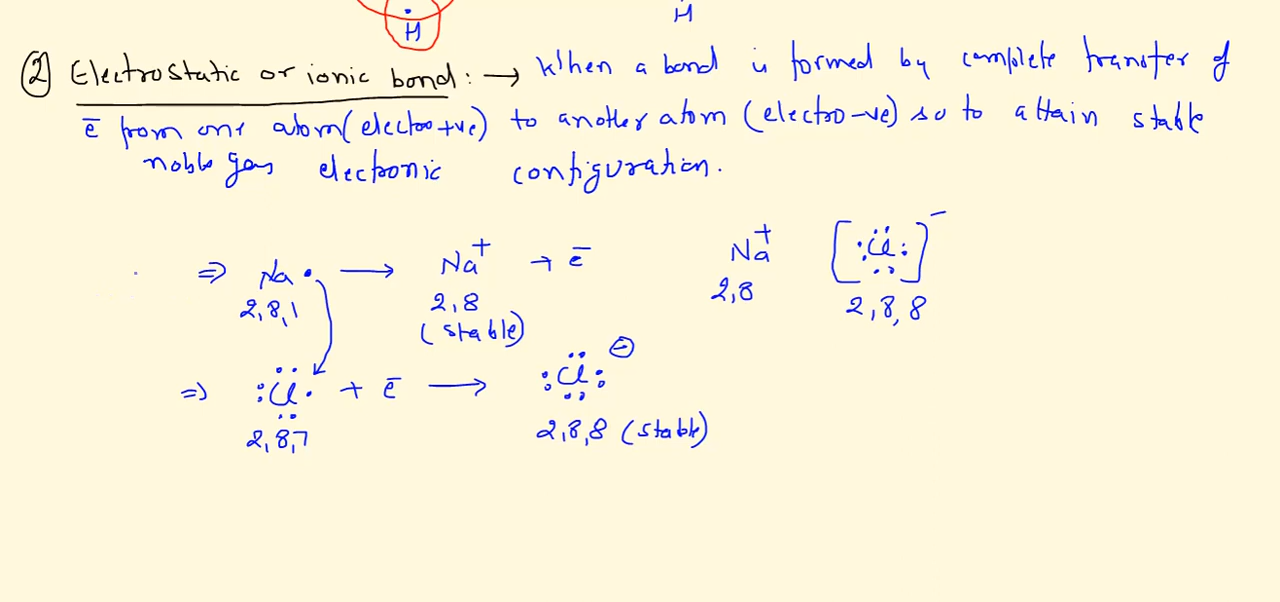 H
H
② Electrostatic or ionic bond: → When a bond is formed by complete transfer of
ē from one atom (electro+ve) to another atom (electro-ve) so to attain stable
noble gas electronic configuration.
⇒ Na• → Na⁺ + ē Na⁺ [:Cl:]⁻
2,8,1 2,8 2,8 2,8,8
(stable)
⇒ :Cl• + ē → :Cl: ⊖
2,8,7 2,8,8 (stable)